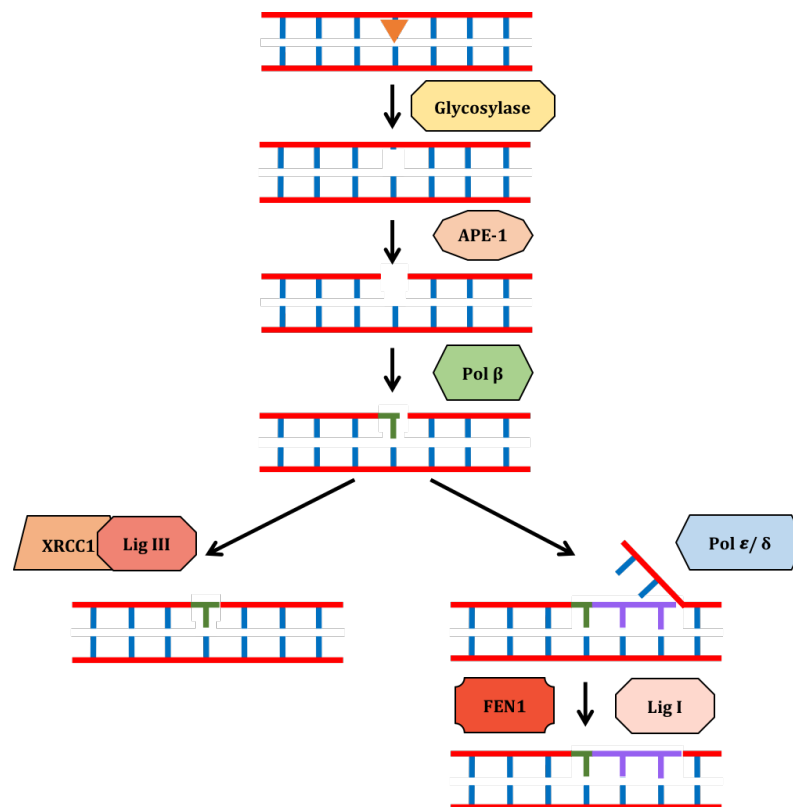 Glycosylase
APE-1
Pol β
XRCC1
Lig III
Pol ε/ δ
FEN1
Lig I